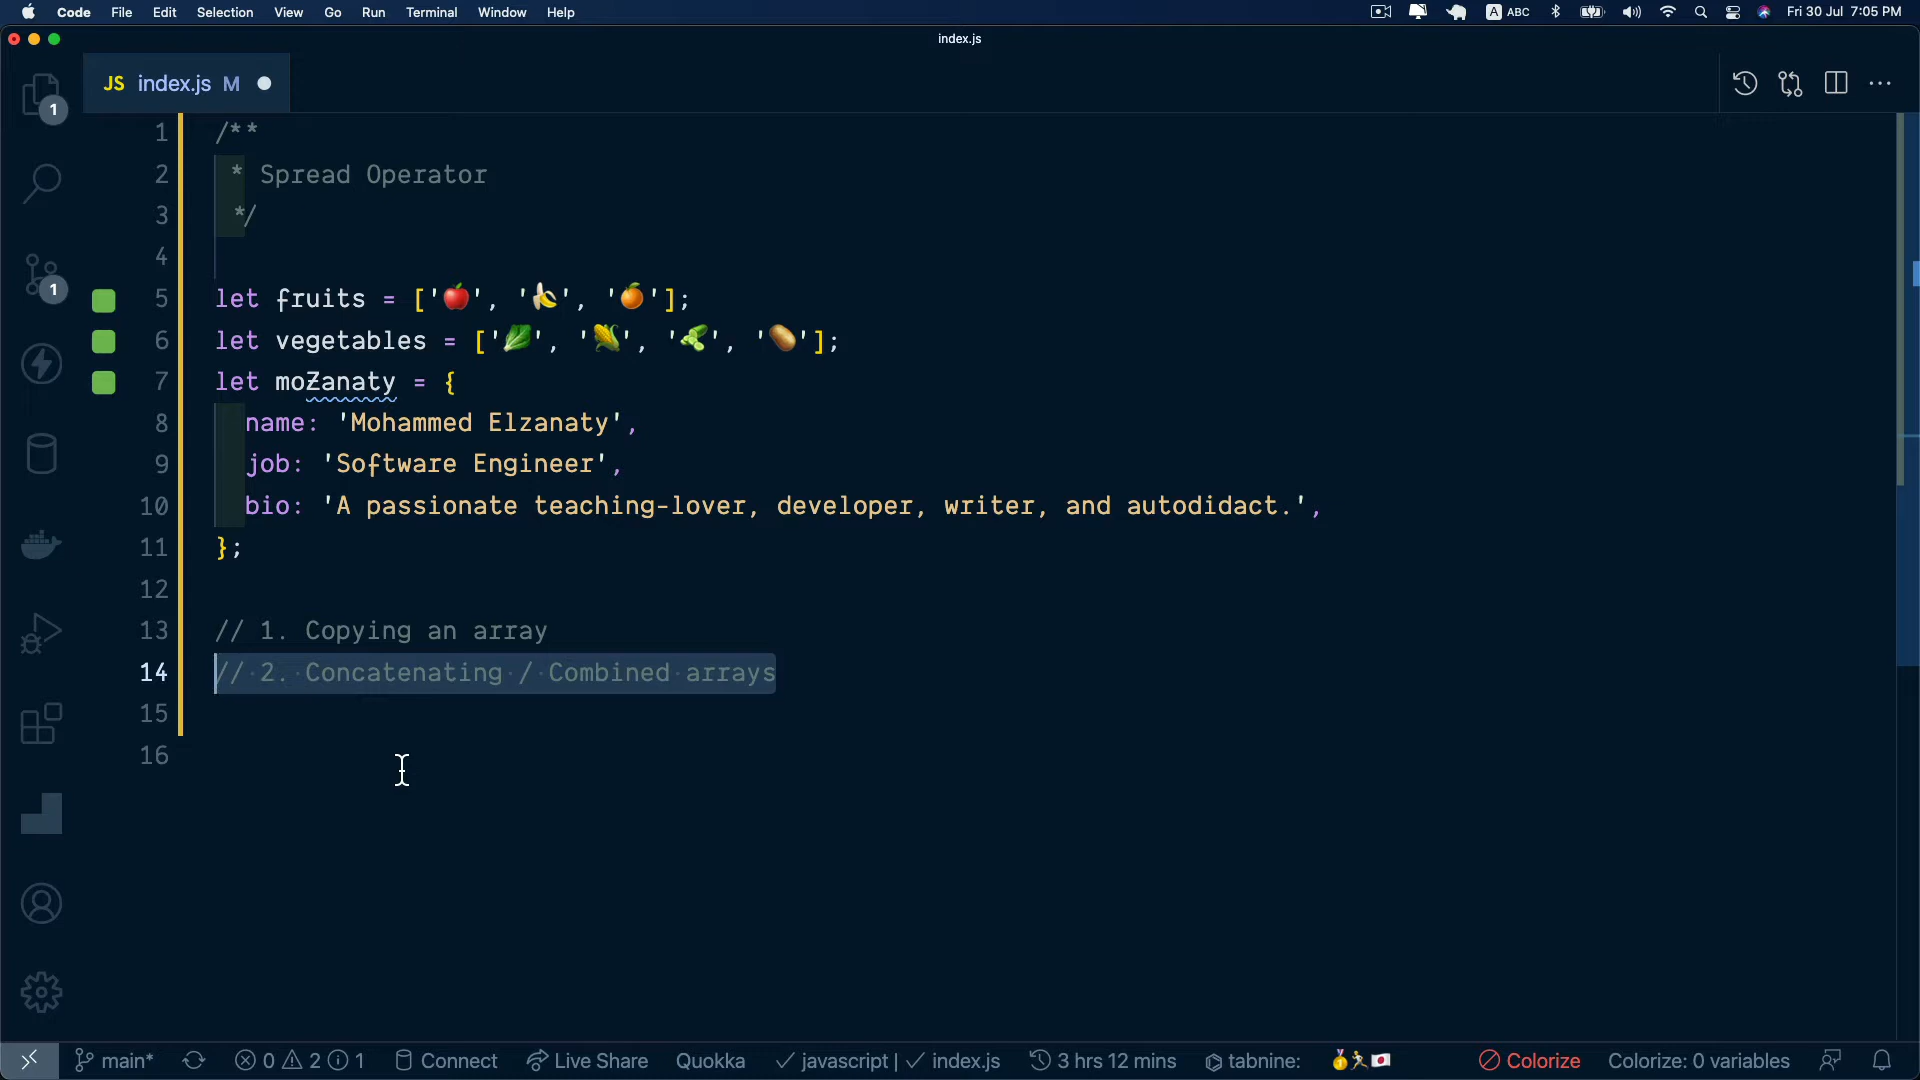 Code File Edit Selection View Go Run Terminal Window Help A ABC Fri 30 Jul 7:05 PM
index.js
JS index.js M
1 /**
2 * Spread Operator
3 */
4
5 let fruits = ['🍎', '🍌', '🍊'];
6 let vegetables = ['🥬', '🌽', '🥒', '🥔'];
7 let moZanaty = {
8 name: 'Mohammed Elzanaty',
9 job: 'Software Engineer',
10 bio: 'A passionate teaching-lover, developer, writer, and autodidact.',
11 };
12
13 // 1. Copying an array
14 // 2. Concatenating / Combined arrays
15
16
1
1
main* 0 2 1 Connect Live Share Quokka javascript | index.js 3 hrs 12 mins tabnine: 🥇🏃🇯🇵 Colorize Colorize: 0 variables